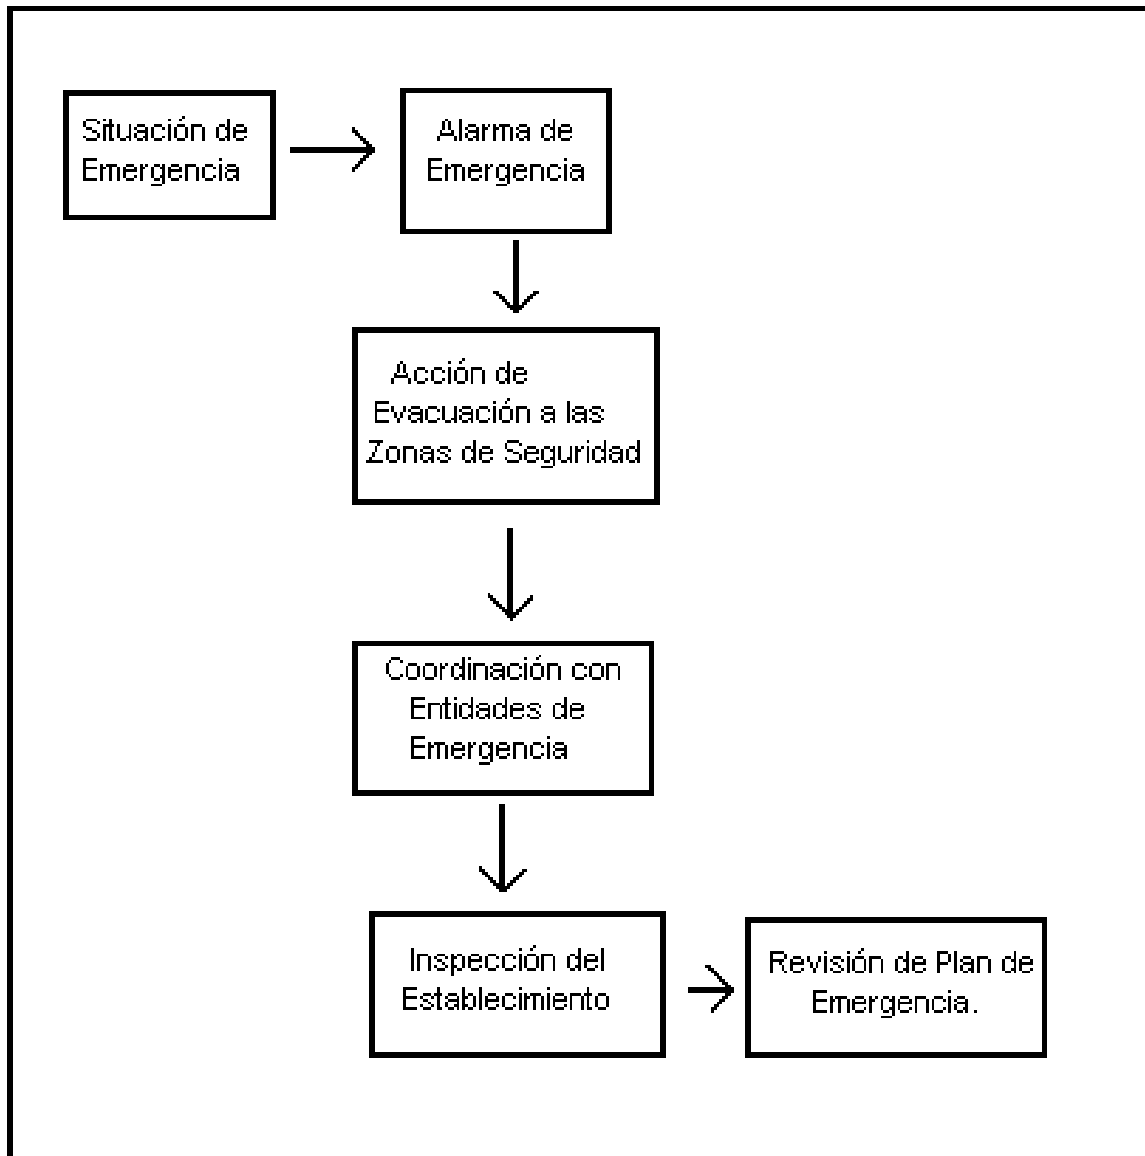 Situación de
Emergencia
Alarma de
Emergencia
Acción de
Evacuación a las
Zonas de Seguridad
Coordinación con
Entidades de
Emergencia
Inspección del
Establecimiento
Revisión de Plan de
Emergencia.